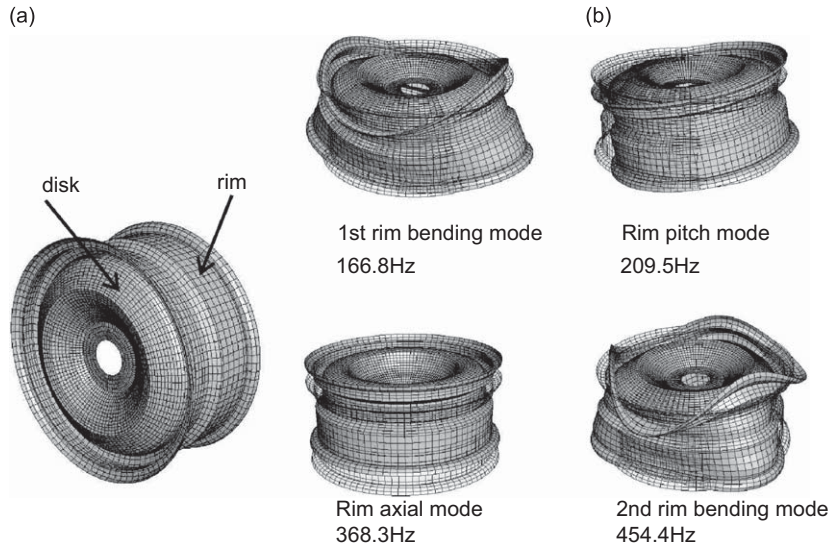 (a)
(b)
disk
rim
1st rim bending mode
166.8Hz
Rim pitch mode
209.5Hz
Rim axial mode
368.3Hz
2nd rim bending mode
454.4Hz